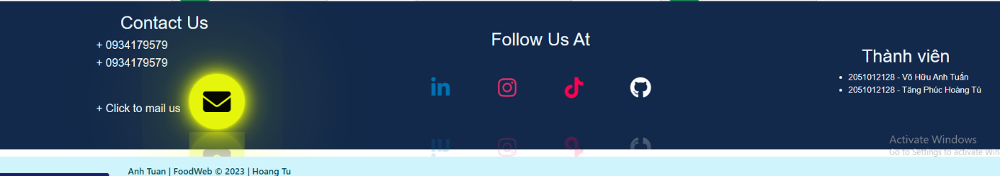 Contact Us
+ 0934179579
+ 0934179579
+ Click to mail us
Follow Us At
in
Thành viên
2051012128 - Võ Hữu Anh Tuấn
2051012128 - Tăng Phúc Hoàng Tú
Activate Windows
Go to Settings to activate Win
Anh Tuan | FoodWeb © 2023 | Hoang Tu